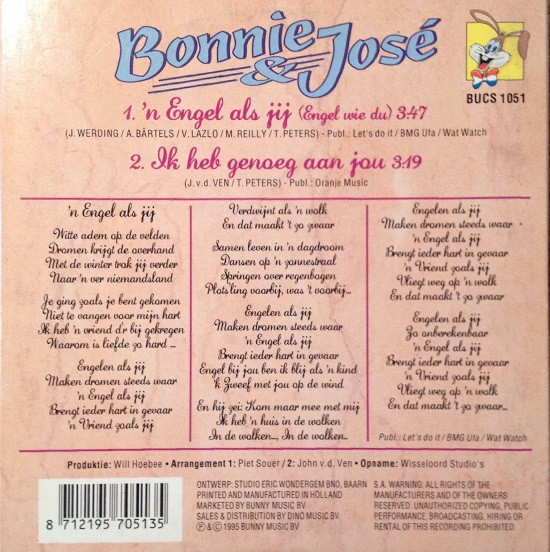 Bonnie
& José
BUCS 1051
1. 'n Engel als jij (Engel wie du) 3:47
(J. WERDING / A. BÄRTELS / V. LAZLO / M. REILLY / T. PETERS) - Publ.: Let's do it / BMG Ufa / Wat Watch
2. Ik heb genoeg aan jou 3:19
(J. v.d. VEN / T. PETERS) - Publ.: Oranje Music
'n Engel als jij
Witte adem op de velden
Dromen krijgt de overhand
Met de winter trok jij verder
Naar 'n ver niemandsland
Je ging zoals je bent gekomen
Niet te vangen voor mijn hart
Ik heb 'n vriend d'r bij gekregen
Waarom is liefde zo hard ...
Engelen als jij
Maken dromen steeds waar
'n Engel als jij
Brengt ieder hart in gevaar
'n Vriend zoals jij
Verdwijnt als 'n wolk
En dat maakt 't zo zwaar
Samen leven in 'n dagdroom
Dansen op 'n zonnestraal
Springen over regenbogen
Plots'ling voorbij, was 't voorbij...
Engelen als jij
Maken dromen steeds waar
'n Engel als jij
Brengt ieder hart in gevaar
Engel bij jou ben ik blij als 'n kind
'k Zweef met jou op de wind
En hij zei: Kom maar mee met mij
Ik heb 'n huis in de wolken
In de wolken..., In de wolken...
Engelen als jij
Maken dromen steeds waar
'n Engel als jij
Brengt ieder hart in gevaar
'n Vriend zoals jij
Vliegt weg op 'n wolk
En dat maakt 't zo zwaar
Engelen als jij
Zo onberekenbaar
'n Engel als jij
Brengt ieder hart in gevaar
'n Vriend zoals jij
Vliegt weg op 'n wolk
En dat maakt 't zo zwaar...
Publ.: Let's do it / BMG Ufa / Wat Watch
Produktie: Will Hoebee • Arrangement 1: Piet Souer / 2: John v.d. Ven • Opname: Wisseloord Studio's
8 712195 705135
ONTWERP: STUDIO ERIC WONDERGEM BNO, BAARN
PRINTED AND MANUFACTURED IN HOLLAND
MARKETED BY BUNNY MUSIC BV
SALES & DISTRIBUTION BY DINO MUSIC BV
℗ & © 1995 BUNNY MUSIC BV
S.A. WARNING: ALL RIGHTS OF THE
MANUFACTURERS AND OF THE OWNERS
RESERVED. UNAUTHORIZED COPYING, PUBLIC
PERFORMANCE, BROADCASTING, HIRING OR
RENTAL OF THIS RECORDING PROHIBITED.